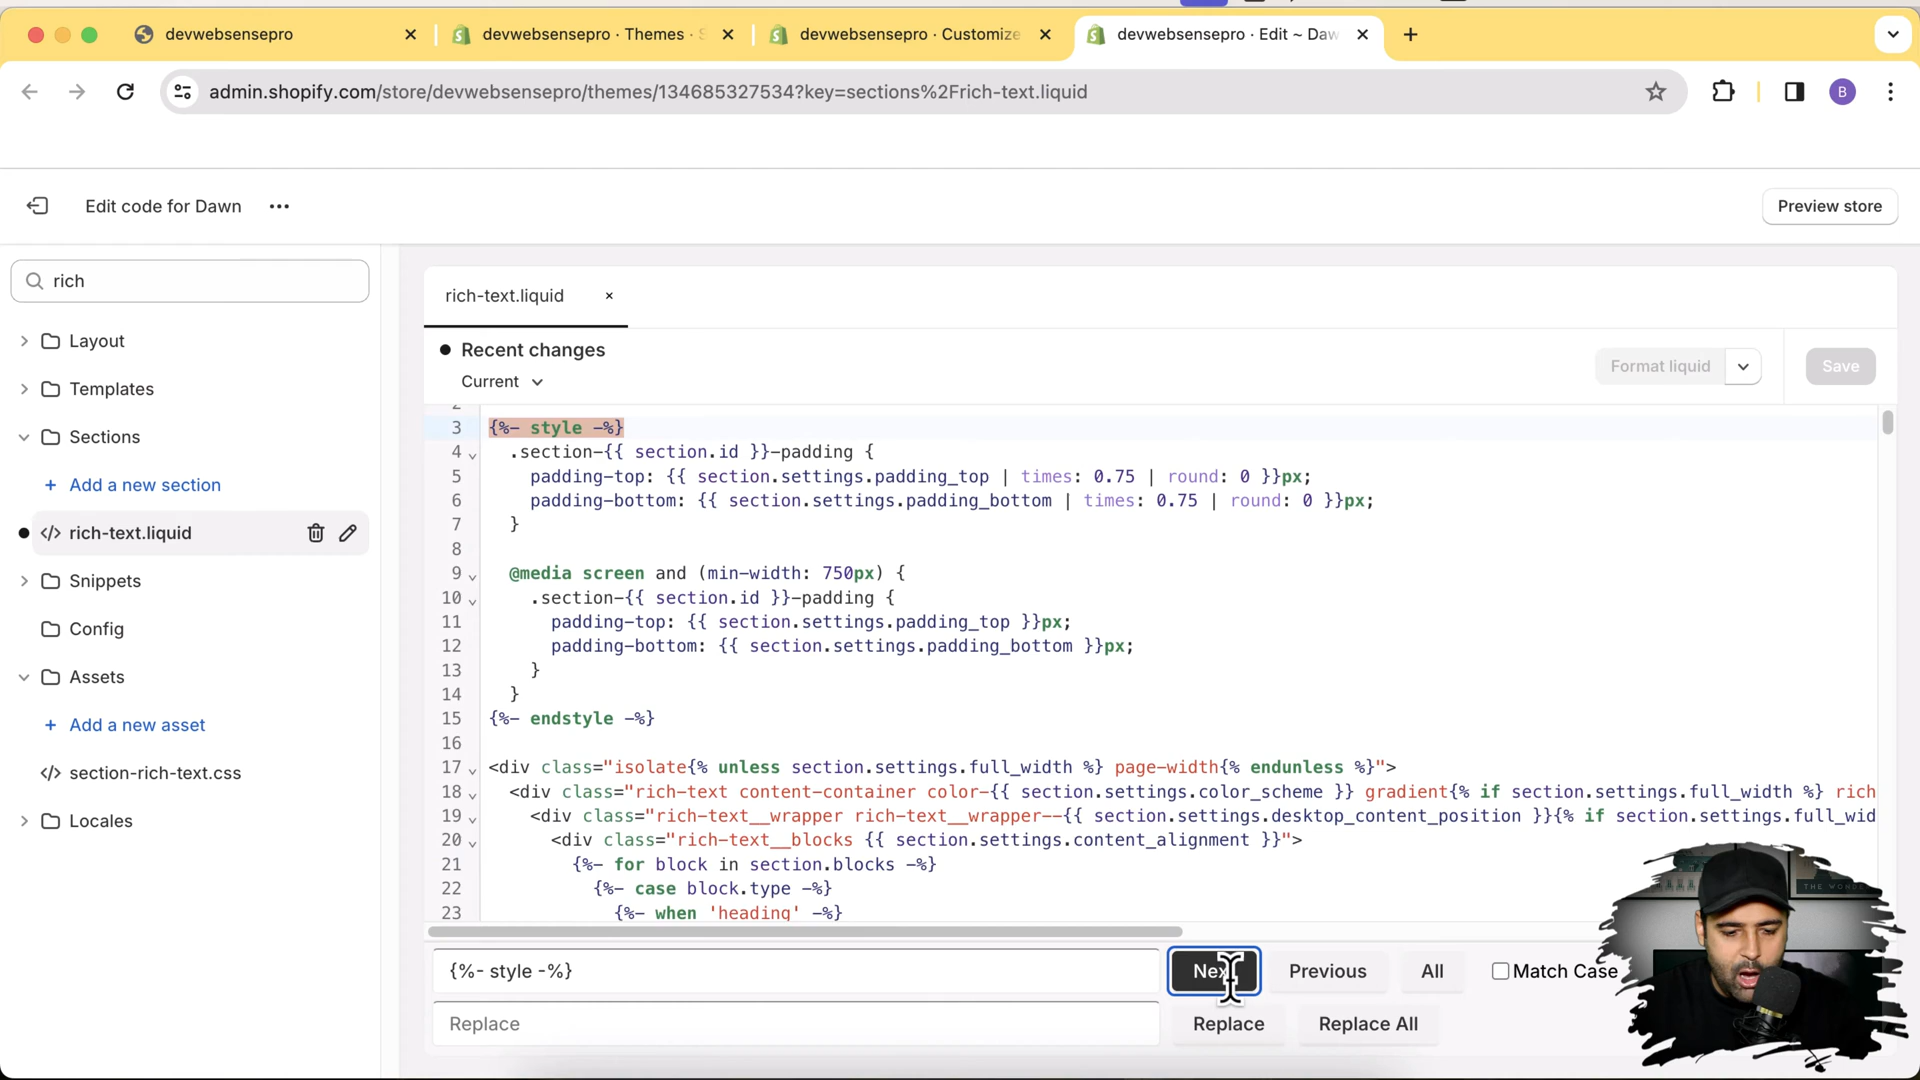 devwebsensepro
devwebsensepro · Themes · S
devwebsensepro · Customize
devwebsensepro · Edit ~ Daw
admin.shopify.com/store/devwebsensepro/themes/134685327534?key=sections%2Frich-text.liquid
B
Edit code for Dawn
Preview store
rich
Layout
Templates
Sections
+ Add a new section
</> rich-text.liquid
Snippets
Config
Assets
+ Add a new asset
</> section-rich-text.css
Locales
rich-text.liquid
Recent changes
Current
Format liquid
Save
2
3 {%- style -%}
4 .section-{{ section.id }}-padding {
5 padding-top: {{ section.settings.padding_top | times: 0.75 | round: 0 }}px;
6 padding-bottom: {{ section.settings.padding_bottom | times: 0.75 | round: 0 }}px;
7 }
8
9 @media screen and (min-width: 750px) {
10 .section-{{ section.id }}-padding {
11 padding-top: {{ section.settings.padding_top }}px;
12 padding-bottom: {{ section.settings.padding_bottom }}px;
13 }
14 }
15 {%- endstyle -%}
16
17 <div class="isolate{% unless section.settings.full_width %} page-width{% endunless %}">
18 <div class="rich-text content-container color-{{ section.settings.color_scheme }} gradient{% if section.settings.full_width %} rich
19 <div class="rich-text__wrapper rich-text__wrapper--{{ section.settings.desktop_content_position }}{% if section.settings.full_wid
20 <div class="rich-text__blocks {{ section.settings.content_alignment }}">
21 {%- for block in section.blocks -%}
22 {%- case block.type -%}
23 {%- when 'heading' -%}
{%- style -%}
Next
Previous
All
Match Case
Replace
Replace
Replace All